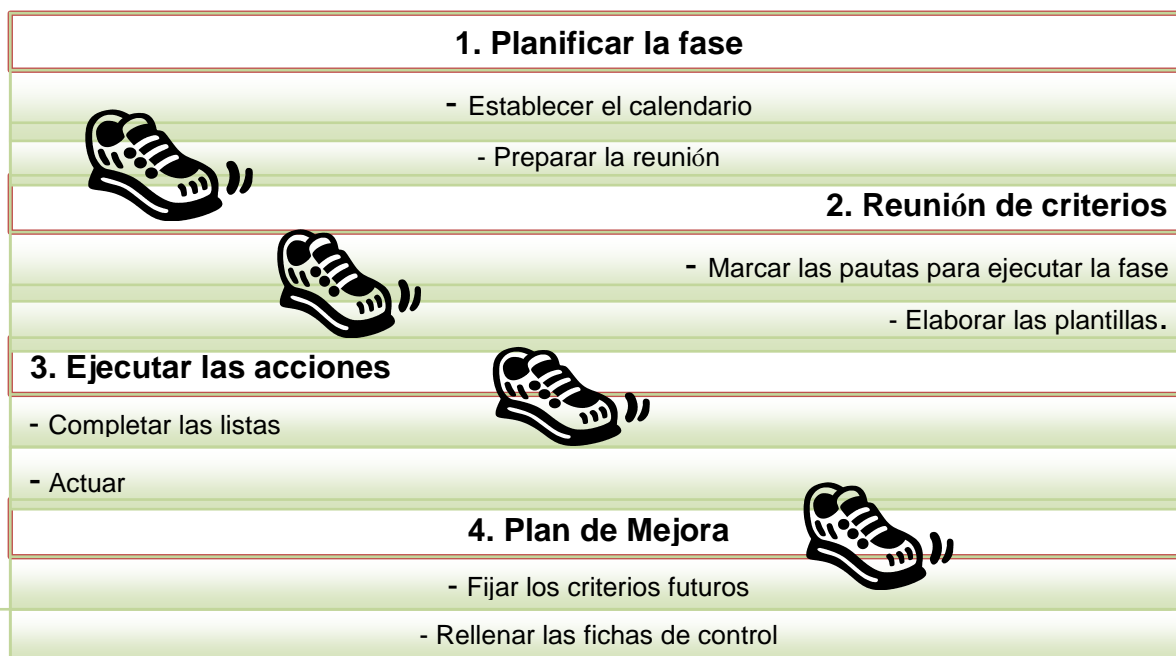 1. Planificar la fase
- Establecer el calendario
- Preparar la reunión
2. Reunión de criterios
- Marcar las pautas para ejecutar la fase
- Elaborar las plantillas.
3. Ejecutar las acciones
- Completar las listas
- Actuar
4. Plan de Mejora
- Fijar los criterios futuros
- Rellenar las fichas de control